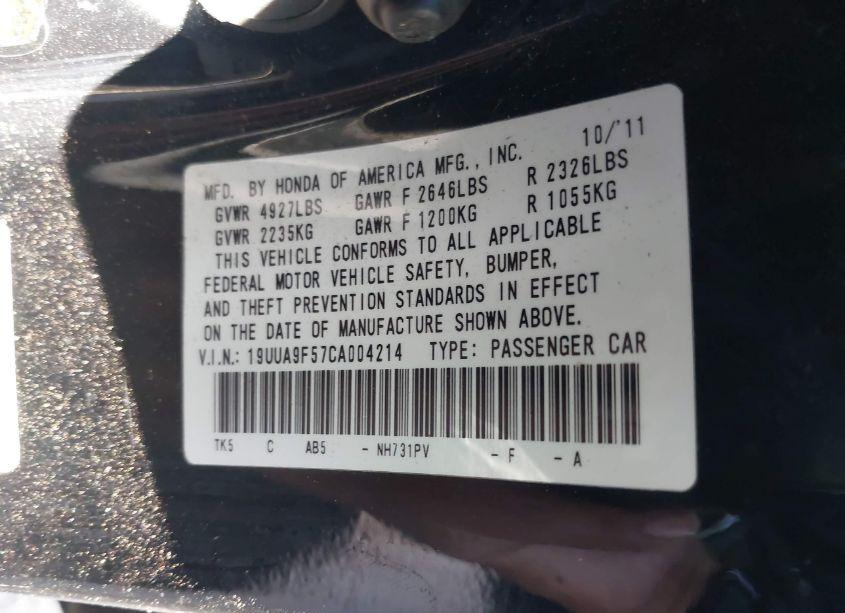 MFD. BY HONDA OF AMERICA MFG., INC. 10/'11
GVWR 4927LBS GAWR F 2646LBS R 2326LBS
GVWR 2235KG GAWR F 1200KG R 1055KG
THIS VEHICLE CONFORMS TO ALL APPLICABLE
FEDERAL MOTOR VEHICLE SAFETY, BUMPER,
AND THEFT PREVENTION STANDARDS IN EFFECT
ON THE DATE OF MANUFACTURE SHOWN ABOVE.
V.I.N.: 19UUA9F57CA004214 TYPE: PASSENGER CAR
TK5 C AB5 - NH731PV - F - A